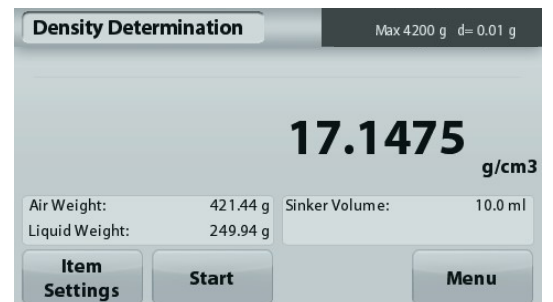 Density Determination
Max 4200 g d= 0.01 g
17.1475
g/cm3
Air Weight: 421.44 g
Liquid Weight: 249.94 g
Sinker Volume: 10.0 ml
Item
Settings
Start
Menu